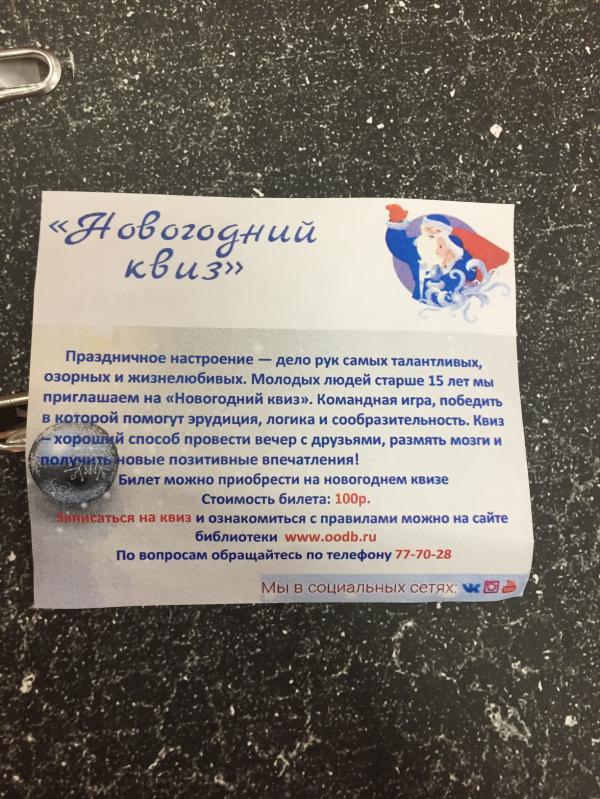 «Новогодний
квиз»
Праздничное настроение — дело рук самых талантливых,
озорных и жизнелюбивых. Молодых людей старше 15 лет мы
приглашаем на «Новогодний квиз». Командная игра, победить
в которой помогут эрудиция, логика и сообразительность. Квиз
– хороший способ провести вечер с друзьями, размять мозги и
получить новые позитивные впечатления!
Билет можно приобрести на новогоднем квизе
Стоимость билета: 100р.
Записаться на квиз и ознакомиться с правилами можно на сайте
библиотеки www.oodb.ru
По вопросам обращайтесь по телефону 77-70-28
Мы в социальных сетях: